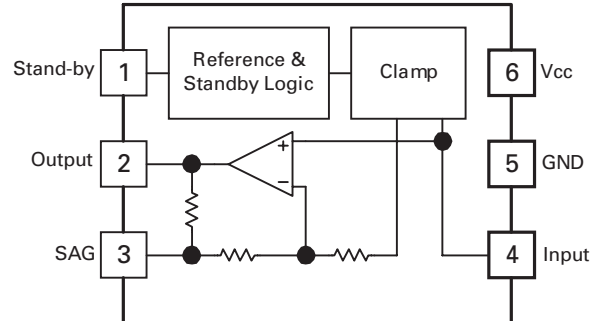 Stand-by
1
Reference &
Standby Logic
Clamp
6
Vcc
Output
2
+
−
5
GND
SAG
3
4
Input